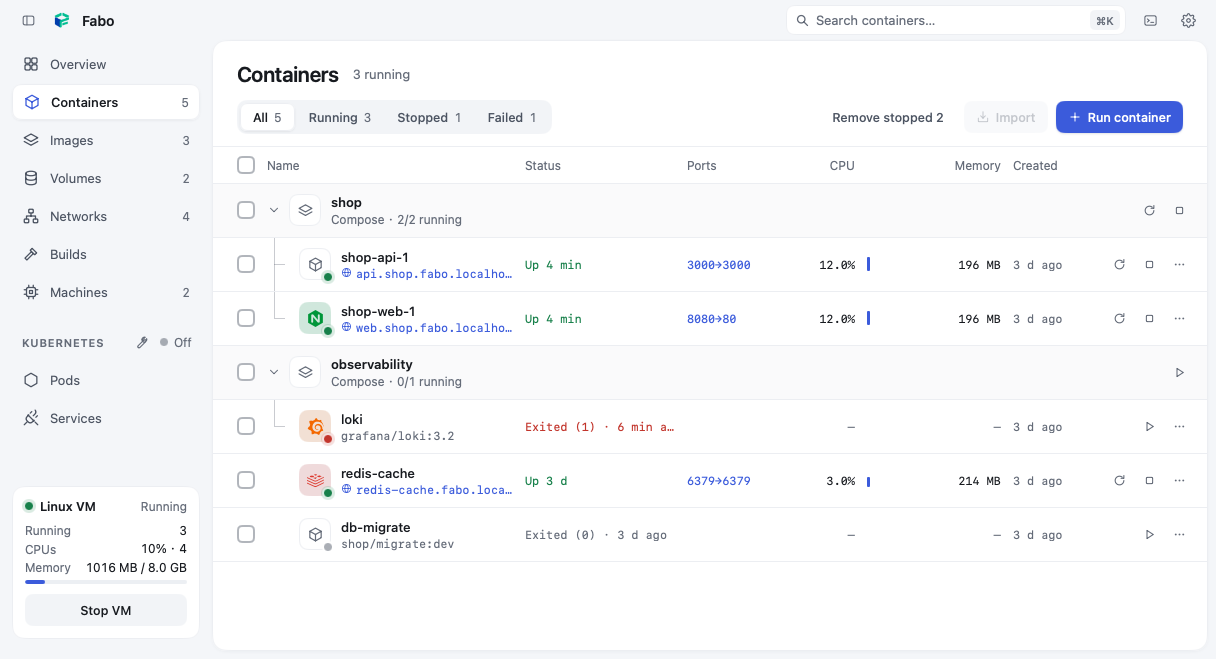 Fabo
Search containers…
⌘K
Overview
Containers 5
Images 3
Volumes 2
Networks 4
Builds
Machines 2
KUBERNETES Off
Pods
Services
Linux VM Running
Running 3
CPUs 10% · 4
Memory 1016 MB / 8.0 GB
Stop VM
Containers 3 running
All 5 Running 3 Stopped 1 Failed 1
Remove stopped 2 Import + Run container
Name Status Ports CPU Memory Created
shop
Compose · 2/2 running
shop-api-1
api.shop.fabo.localho…
Up 4 min 3000→3000 12.0% 196 MB 3 d ago
shop-web-1
web.shop.fabo.localho…
Up 4 min 8080→80 12.0% 196 MB 3 d ago
observability
Compose · 0/1 running
loki
grafana/loki:3.2
Exited (1) · 6 min a… — — 3 d ago
redis-cache
redis-cache.fabo.loca…
Up 3 d 6379→6379 3.0% 214 MB 3 d ago
db-migrate
shop/migrate:dev
Exited (0) · 3 d ago — — 3 d ago